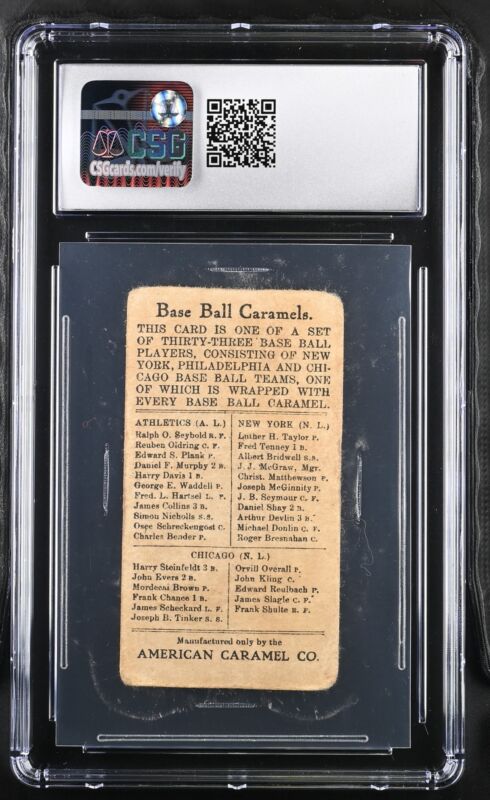 CSG
CSGcards.com/verify
Base Ball Caramels.
THIS CARD IS ONE OF A SET
OF THIRTY-THREE BASE BALL
PLAYERS, CONSISTING OF NEW
YORK, PHILADELPHIA AND CHI-
CAGO BASE BALL TEAMS, ONE
OF WHICH IS WRAPPED WITH
EVERY BASE BALL CARAMEL.
ATHLETICS (A. L.)
Ralph O. Seybold R. F.
Reuben Oldring C. F.
Edward S. Plank P.
Daniel F. Murphy 2 B.
Harry Davis 1 B.
George E. Waddell P.
Fred. L. Hartsel L. F.
James Collins 3 B.
Simon Nicholls S. S.
Osee Schreckengost C.
Charles Bender P.
NEW YORK (N. L.)
Luther H. Taylor P.
Fred Tenney 1 B.
Albert Bridwell S.S.
J. J. McGraw, Mgr.
Christ. Matthewson P.
Joseph McGinnity P.
J. B. Seymour C. F.
Daniel Shay 2 B.
Arthur Devlin 3 B.
Michael Donlin C. F.
Roger Bresnahan C.
CHICAGO (N. L.)
Harry Steinfeldt 3 B.
John Evers 2 B.
Mordecai Brown P.
Frank Chance 1 B.
James Scheckard L. F.
Joseph B. Tinker S. S.
Orvill Overall P.
John Kling C.
Edward Reulbach P.
James Slagle C. F.
Frank Shulte R. F.
Manufactured only by the
AMERICAN CARAMEL CO.